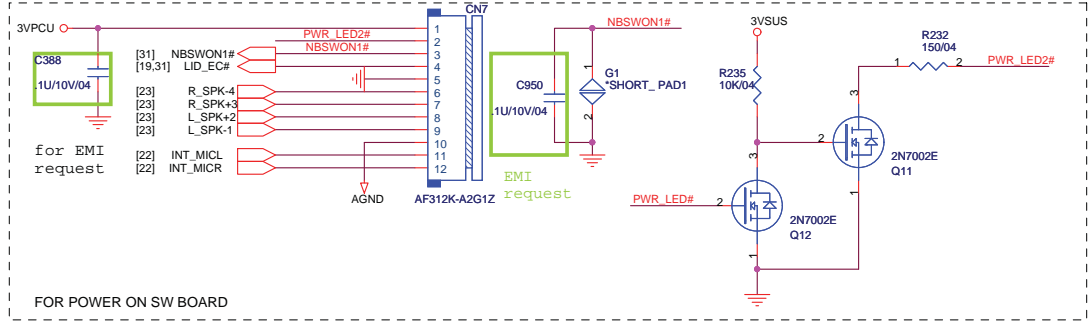 CN7
3VPCU
1
PWR_LED2#
2
[31] NBSWON1#
NBSWON1#
3
[19,31] LID_EC#
4
5
[23] R_SPK-4
6
[23] R_SPK+3
7
[23] L_SPK+2
8
[23] L_SPK-1
9
10
[22] INT_MICL
11
[22] INT_MICR
12
AGND
AF312K-A2G1Z
C388
.1U/10V/04
for EMI
request
NBSWON1#
C950
.1U/10V/04
EMI
request
1
G1
*SHORT_ PAD1
2
3VSUS
R235
10K/04
R232
150/04
1
2
PWR_LED2#
3
2
2N7002E
Q11
1
3
PWR_LED#
2
2N7002E
Q12
1
FOR POWER ON SW BOARD